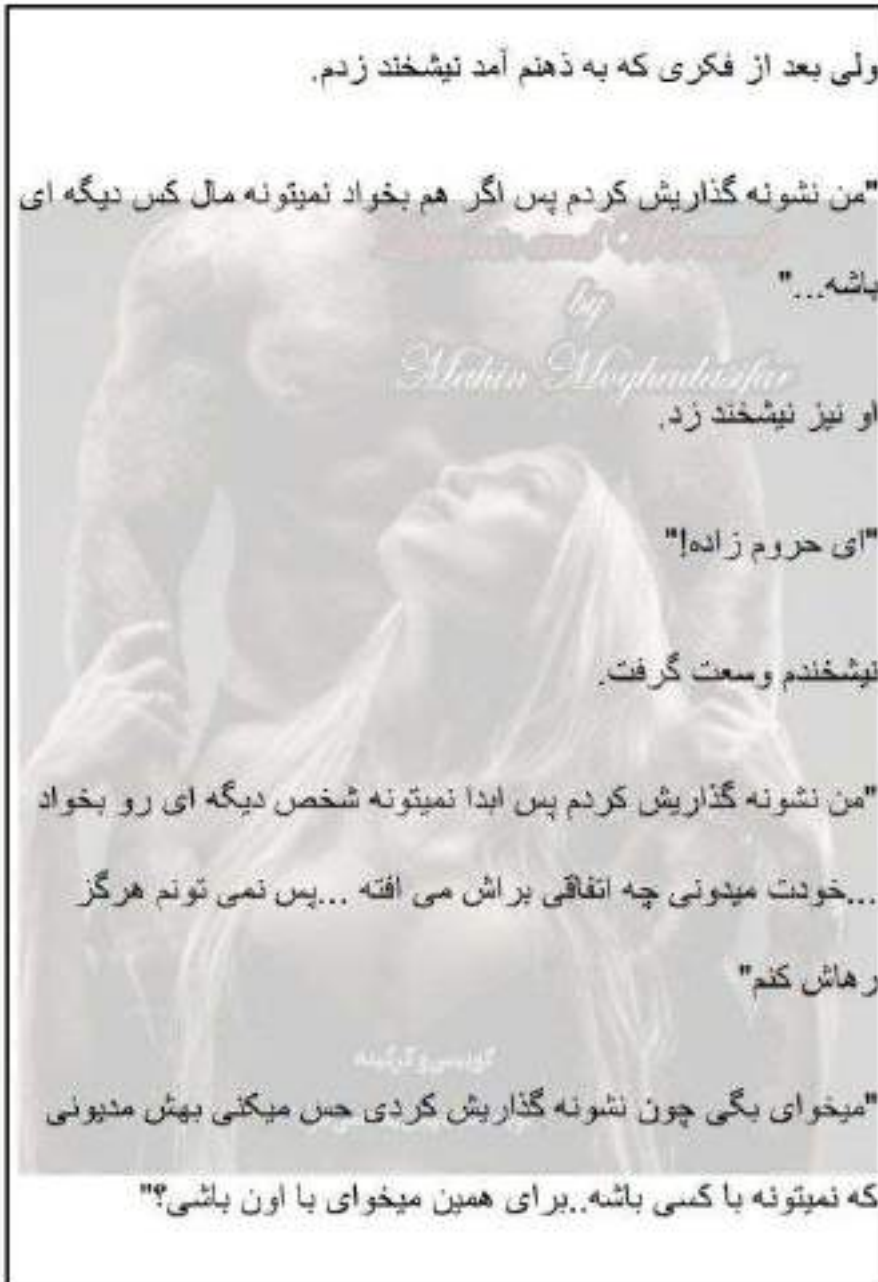 ولی بعد از فکری که به ذهنم آمد نیشخند زدم.
"من نشونه گذاریش کردم پس اگر هم بخواد نمیتونه مال کس دیگه ای
باشه..."
by
Mahin Moghadasifar
او نیز نیشخند زد.
"ای حروم زاده!"
نیشخندم وسعت گرفت.
"من نشونه گذاریش کردم پس ابدا نمیتونه شخص دیگه ای رو بخواد
...خودت میدونی چه اتفاقی براش می افته ...پس نمی تونم هرگز
رهاش کنم"
"میخوای بگی چون نشونه گذاریش کردی حس میکنی بهش مدیونی
که نمیتونه با کسی باشه..برای همین میخوای با اون باشی؟"